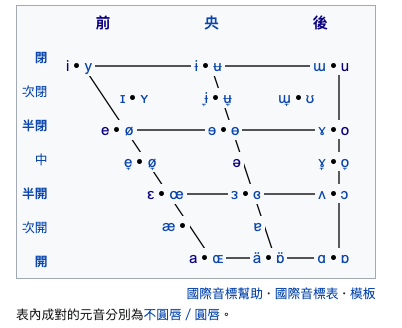 前 央 後
閉 i • y ɨ • ʉ ɯ • u
次閉 ɪ • ʏ ɨ̞ • ʉ̞ ɯ̞ • ʊ
半閉 e • ø ɘ • ɵ ɤ • o
中 e̞ • ø̞ ə ɤ̞ • o̞
半開 ɛ • œ ɜ • ɞ ʌ • ɔ
次開 æ • ɐ
開 a • ɶ ä • ɒ̈ ɑ • ɒ
國際音標幫助 · 國際音標表 · 模板
表內成對的元音分別為不圓唇 / 圓唇。